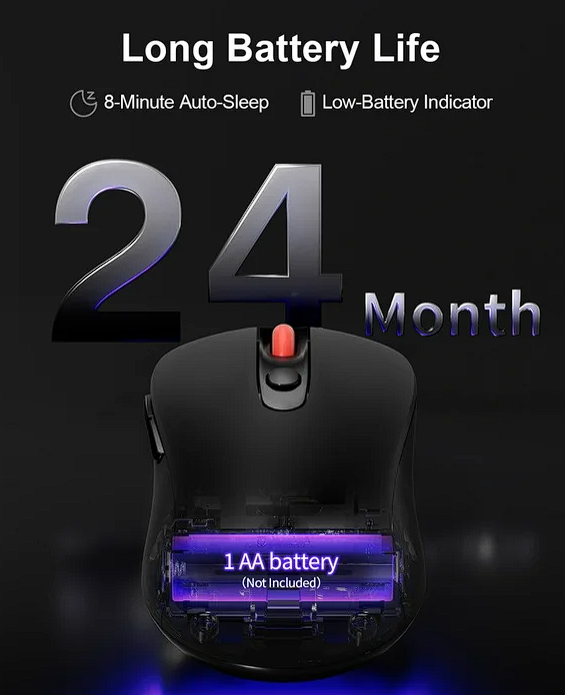 Long Battery Life
8-Minute Auto-Sleep Low-Battery Indicator
24 Month
1 AA battery
(Not Included)